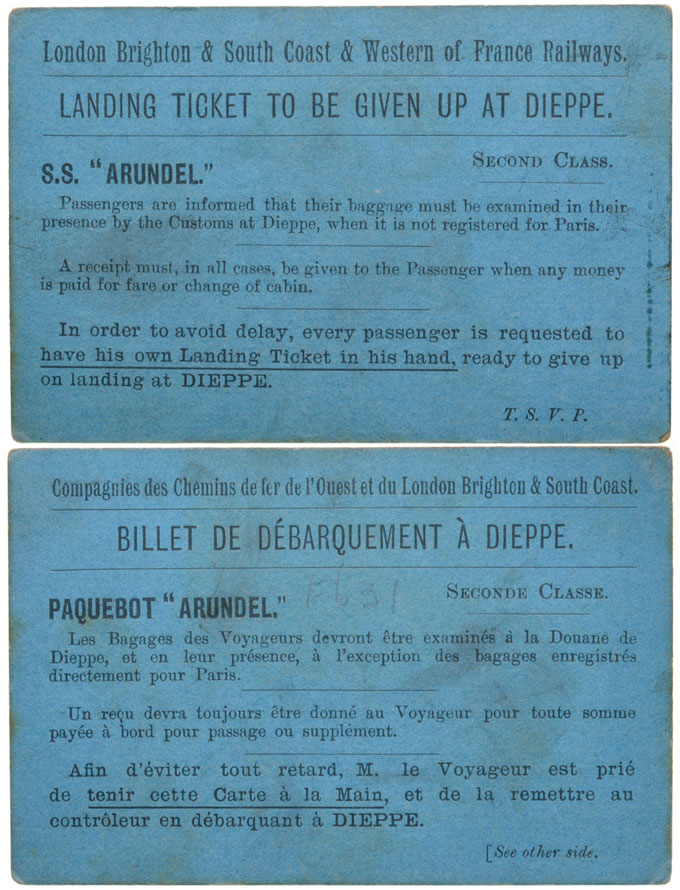 London Brighton & South Coast & Western of France Railways.
LANDING TICKET TO BE GIVEN UP AT DIEPPE.
S.S. "ARUNDEL."
SECOND CLASS.
Passengers are informed that their baggage must be examined in their
presence by the Customs at Dieppe, when it is not registered for Paris.
A receipt must, in all cases, be given to the Passenger when any money
is paid for fare or change of cabin.
In order to avoid delay, every passenger is requested to
have his own Landing Ticket in his hand, ready to give up
on landing at DIEPPE.
T. S. V. P.
Compagnies des Chemins de fer de l'Ouest et du London Brighton & South Coast.
BILLET DE DÉBARQUEMENT À DIEPPE.
PAQUEBOT "ARUNDEL."
SECONDE CLASSE.
Les Bagages des Voyageurs devront être examinés à la Douane de
Dieppe, et en leur présence, à l'exception des bagages enregistrés
directement pour Paris.
Un reçu devra toujours être donné au Voyageur pour toute somme
payée à bord pour passage ou supplément.
Afin d'éviter tout retard, M. le Voyageur est prié
de tenir cette Carte à la Main, et de la remettre au
contrôleur en débarquant à DIEPPE.
[See other side.